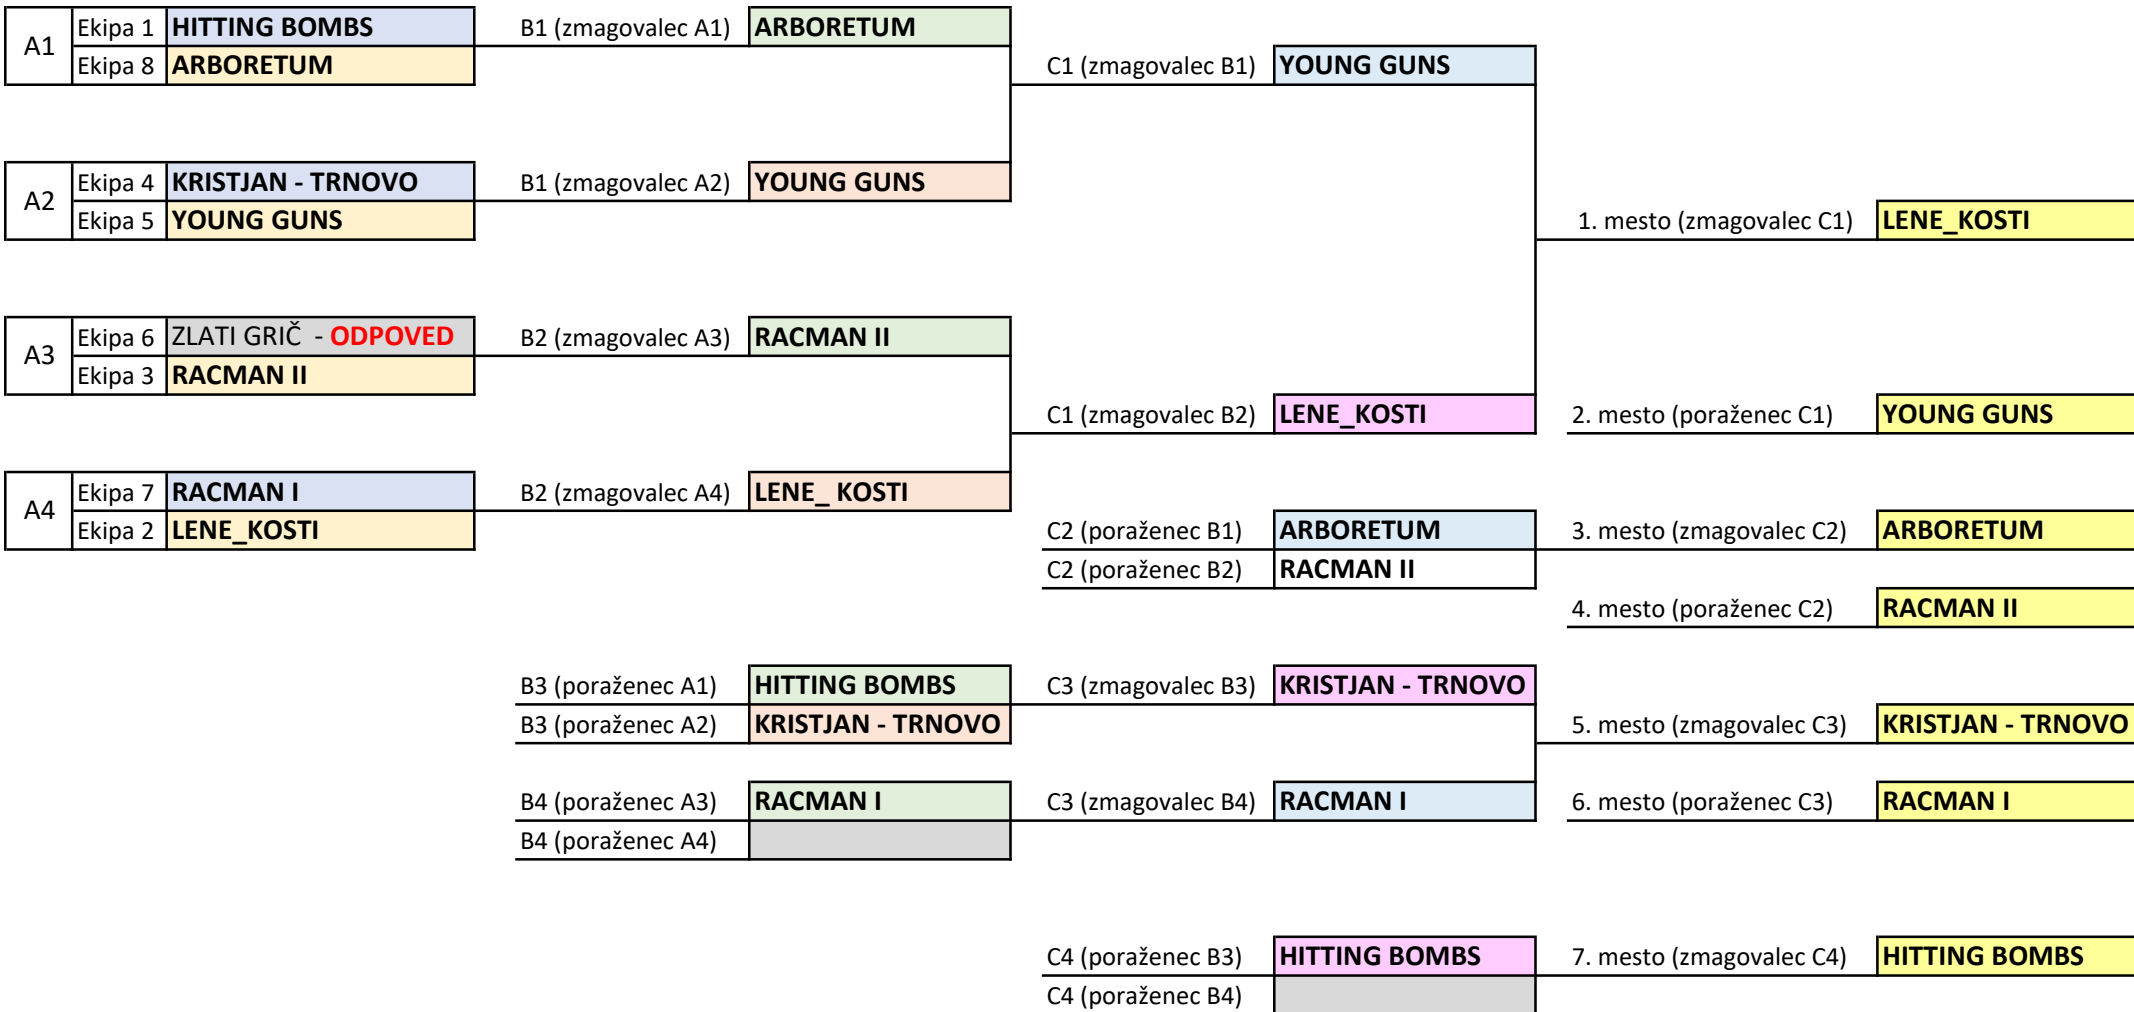 A1 Ekipa 1 HITTING BOMBS B1 (zmagovalec A1) ARBORETUM
Ekipa 8 ARBORETUM C1 (zmagovalec B1) YOUNG GUNS
A2 Ekipa 4 KRISTJAN - TRNOVO B1 (zmagovalec A2) YOUNG GUNS
Ekipa 5 YOUNG GUNS 1. mesto (zmagovalec C1) LENE_KOSTI
A3 Ekipa 6 ZLATI GRIČ - ODPOVED B2 (zmagovalec A3) RACMAN II
Ekipa 3 RACMAN II
C1 (zmagovalec B2) LENE_KOSTI 2. mesto (poraženec C1) YOUNG GUNS
A4 Ekipa 7 RACMAN I B2 (zmagovalec A4) LENE_ KOSTI
Ekipa 2 LENE_KOSTI C2 (poraženec B1) ARBORETUM 3. mesto (zmagovalec C2) ARBORETUM
C2 (poraženec B2) RACMAN II
4. mesto (poraženec C2) RACMAN II
B3 (poraženec A1) HITTING BOMBS C3 (zmagovalec B3) KRISTJAN - TRNOVO
B3 (poraženec A2) KRISTJAN - TRNOVO 5. mesto (zmagovalec C3) KRISTJAN - TRNOVO
B4 (poraženec A3) RACMAN I C3 (zmagovalec B4) RACMAN I 6. mesto (poraženec C3) RACMAN I
B4 (poraženec A4)
C4 (poraženec B3) HITTING BOMBS 7. mesto (zmagovalec C4) HITTING BOMBS
C4 (poraženec B4)